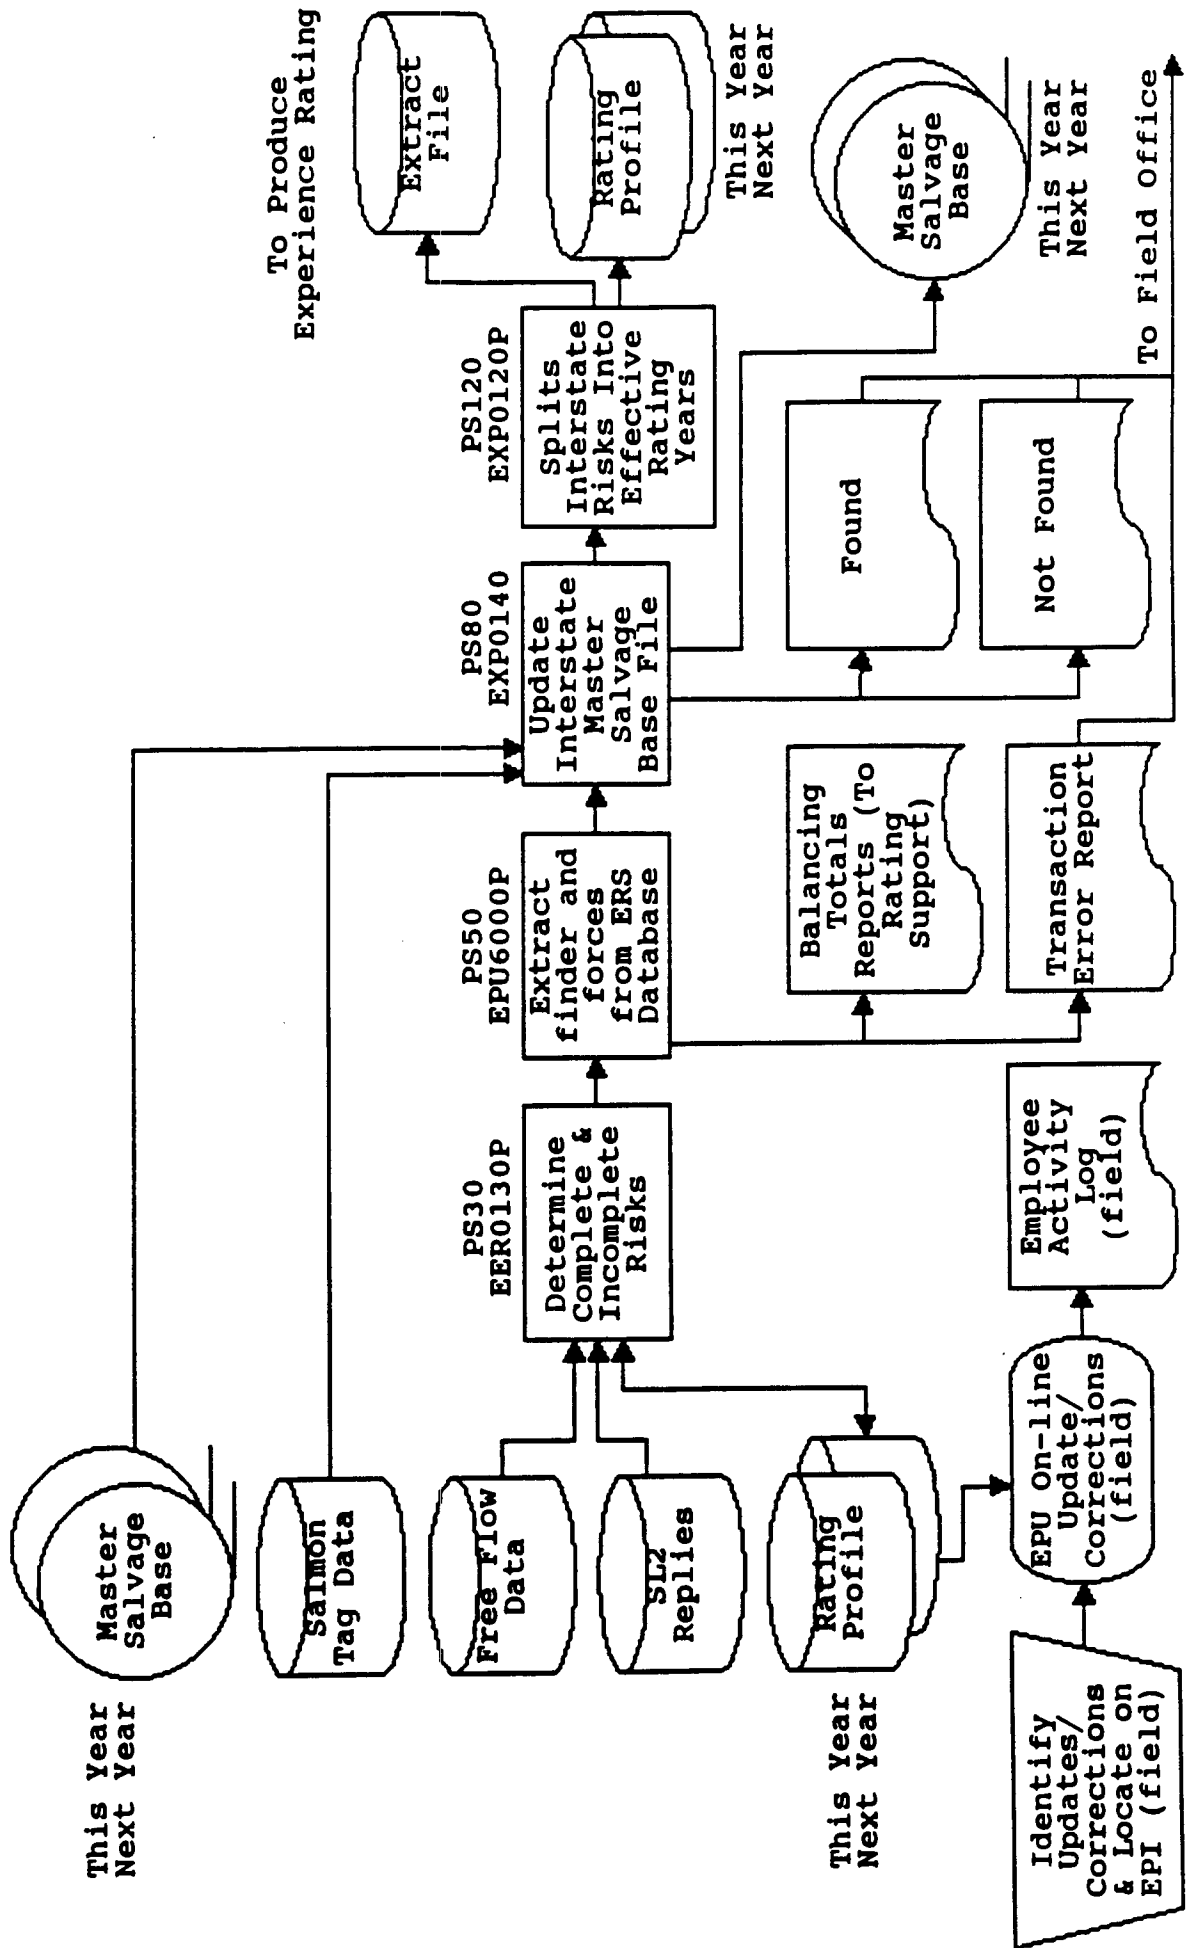 This Year
Next Year
Master
Salvage
Base
Salmon
Tag Data
Free Flow
Data
SL2
Replies
This Year
Next Year
Rating
Profile
Identify
Updates/
Corrections
& Locate on
EPI (field)
EPU On-line
Update/
Corrections
(field)
Employee
Activity
Log
(field)
PS30
EER0130P
Determine
Complete &
Incomplete
Risks
PS50
EPU6000P
Extract
finder and
forces
from ERS
Database
Balancing
Totals
Reports (To
Rating
Support)
Transaction
Error Report
PS80
EXP0140
Update
Interstate
Master
Salvage
Base File
Found
Not Found
PS120
EXP0120P
Splits
Interstate
Risks Into
Effective
Rating
Years
To Produce
Experience Rating
Extract
File
Rating
Profile
This Year
Next Year
Master
Salvage
Base
This Year
Next Year
To Field Office